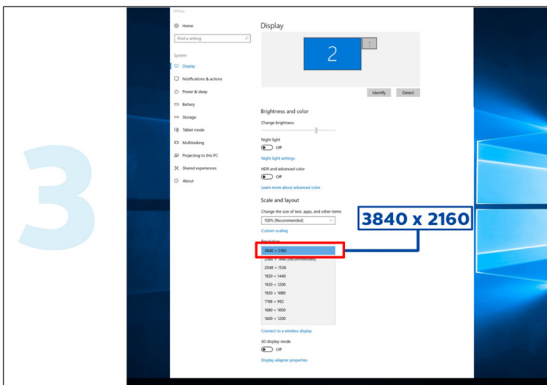 3
Settings
Home
Find a setting
System
Display
Notifications & actions
Power & sleep
Battery
Storage
Tablet mode
Multitasking
Projecting to this PC
Shared experiences
About
Display
2
1
Identify
Detect
Brightness and color
Change brightness
Night light
Off
Night light settings
HDR and advanced color
Off
Learn more about advanced color
Scale and layout
Change the size of text, apps, and other items
100% (Recommended)
Custom scaling
Resolution
3840 × 2160
3840 x 2160
2048 × 1536
1920 × 1440
1920 × 1200
1920 × 1080
1768 × 992
1680 × 1050
1600 × 1200
Connect to a wireless display
3D display mode
Off
Display adapter properties